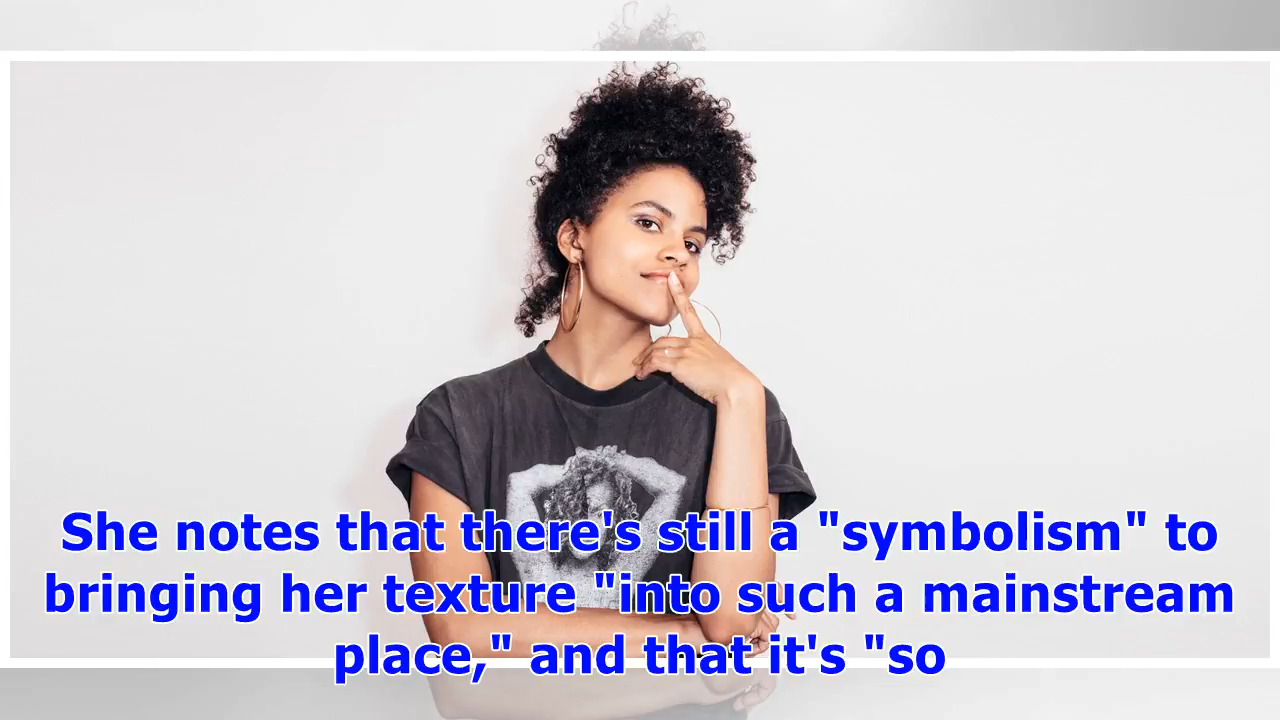 She notes that there's still a "symbolism" to
bringing her texture "into such a mainstream
place," and that it's "so